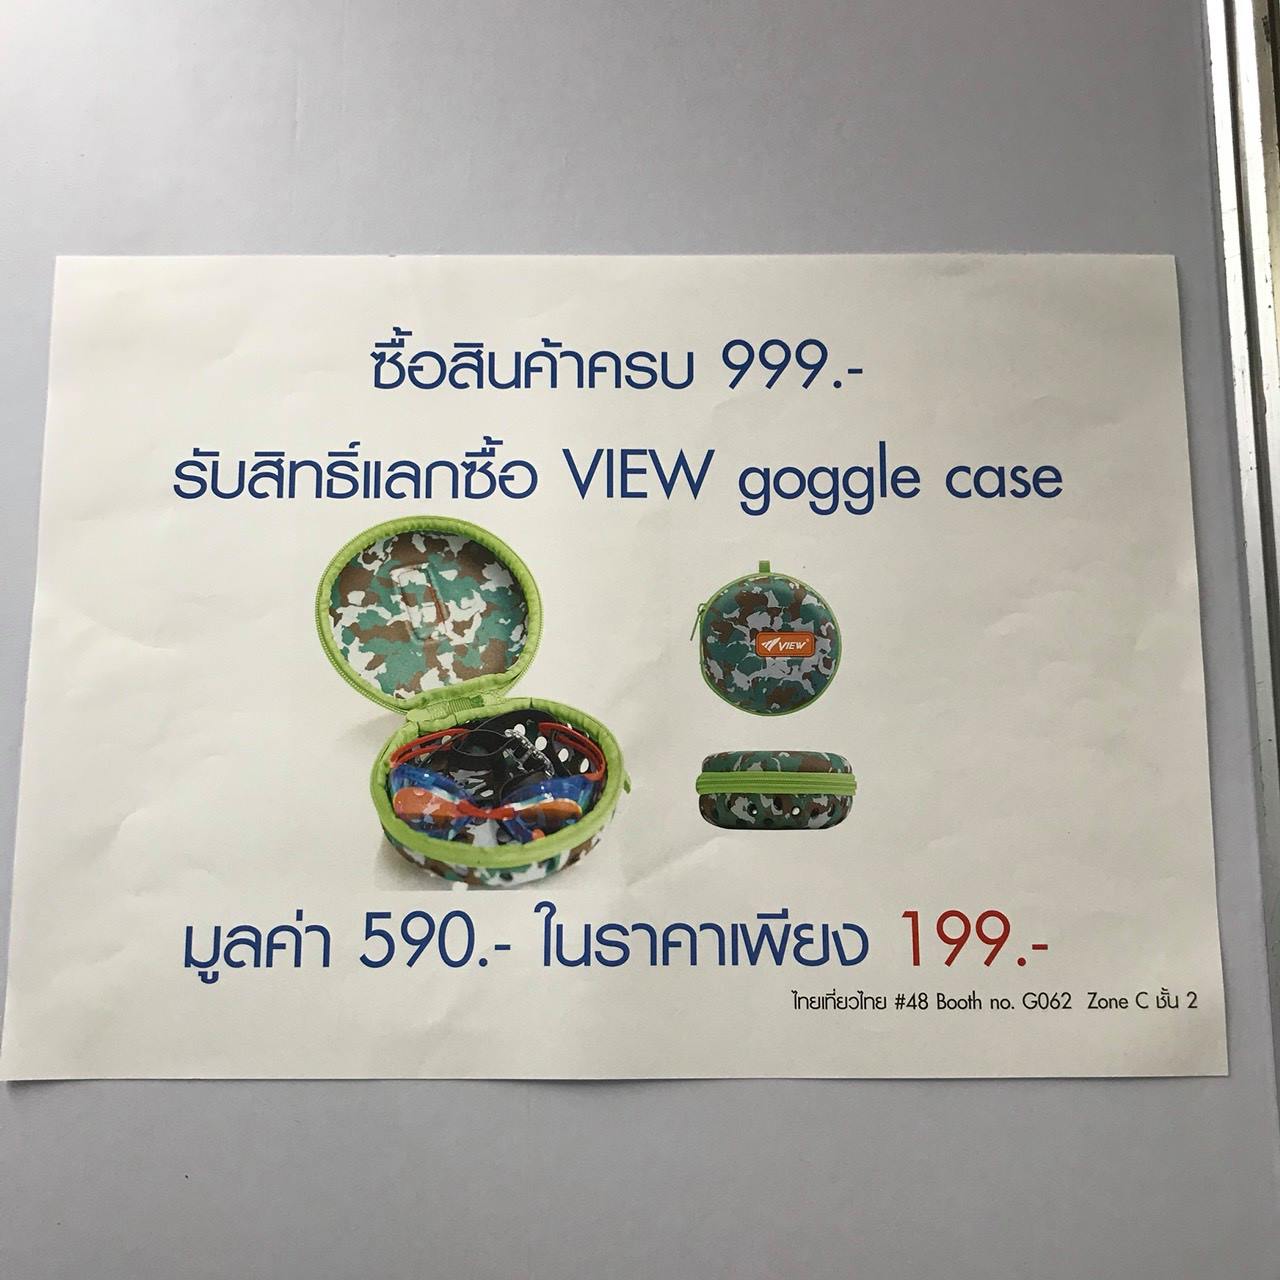 ซื้อสินค้าครบ 999.-
รับสิทธิ์แลกซื้อ VIEW goggle case
VIEW
มูลค่า 590.- ในราคาเพียง 199.-
ไทยเที่ยวไทย #48 Booth no. G062 Zone C ชั้น 2